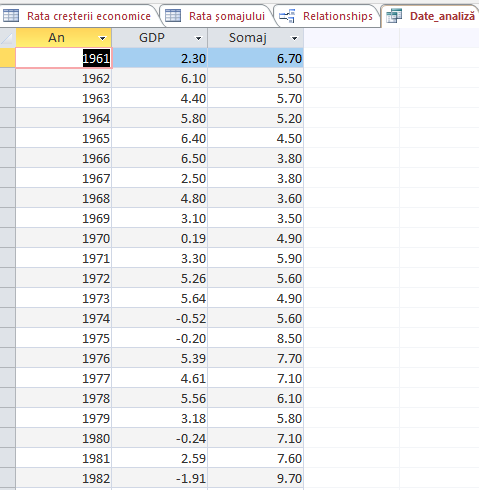 Rata creșterii economice Rata șomajului Relationships Date_analiză
An GDP Somaj
1961 2.30 6.70
1962 6.10 5.50
1963 4.40 5.70
1964 5.80 5.20
1965 6.40 4.50
1966 6.50 3.80
1967 2.50 3.80
1968 4.80 3.60
1969 3.10 3.50
1970 0.19 4.90
1971 3.30 5.90
1972 5.26 5.60
1973 5.64 4.90
1974 -0.52 5.60
1975 -0.20 8.50
1976 5.39 7.70
1977 4.61 7.10
1978 5.56 6.10
1979 3.18 5.80
1980 -0.24 7.10
1981 2.59 7.60
1982 -1.91 9.70